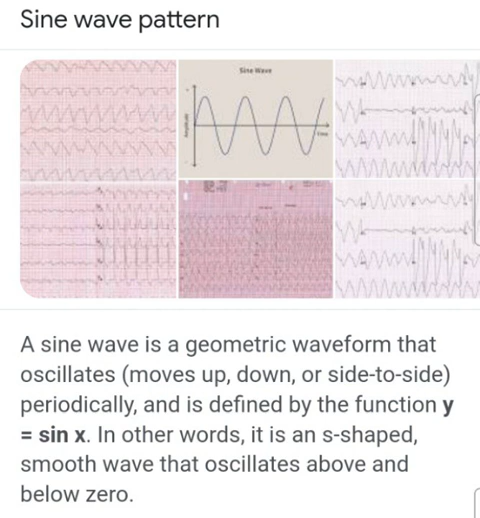 Sine wave pattern
Sine Wave
Amplitude
Time
A sine wave is a geometric waveform that
oscillates (moves up, down, or side-to-side)
periodically, and is defined by the function y
= sin x. In other words, it is an s-shaped,
smooth wave that oscillates above and
below zero.